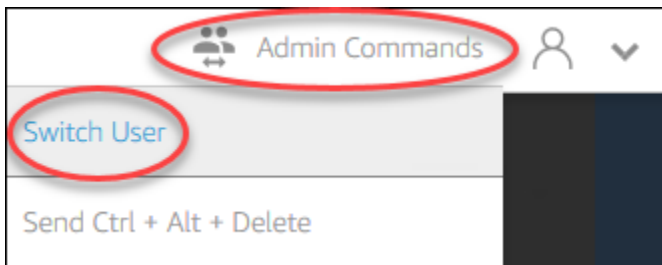 Admin Commands
Switch User
Send Ctrl + Alt + Delete